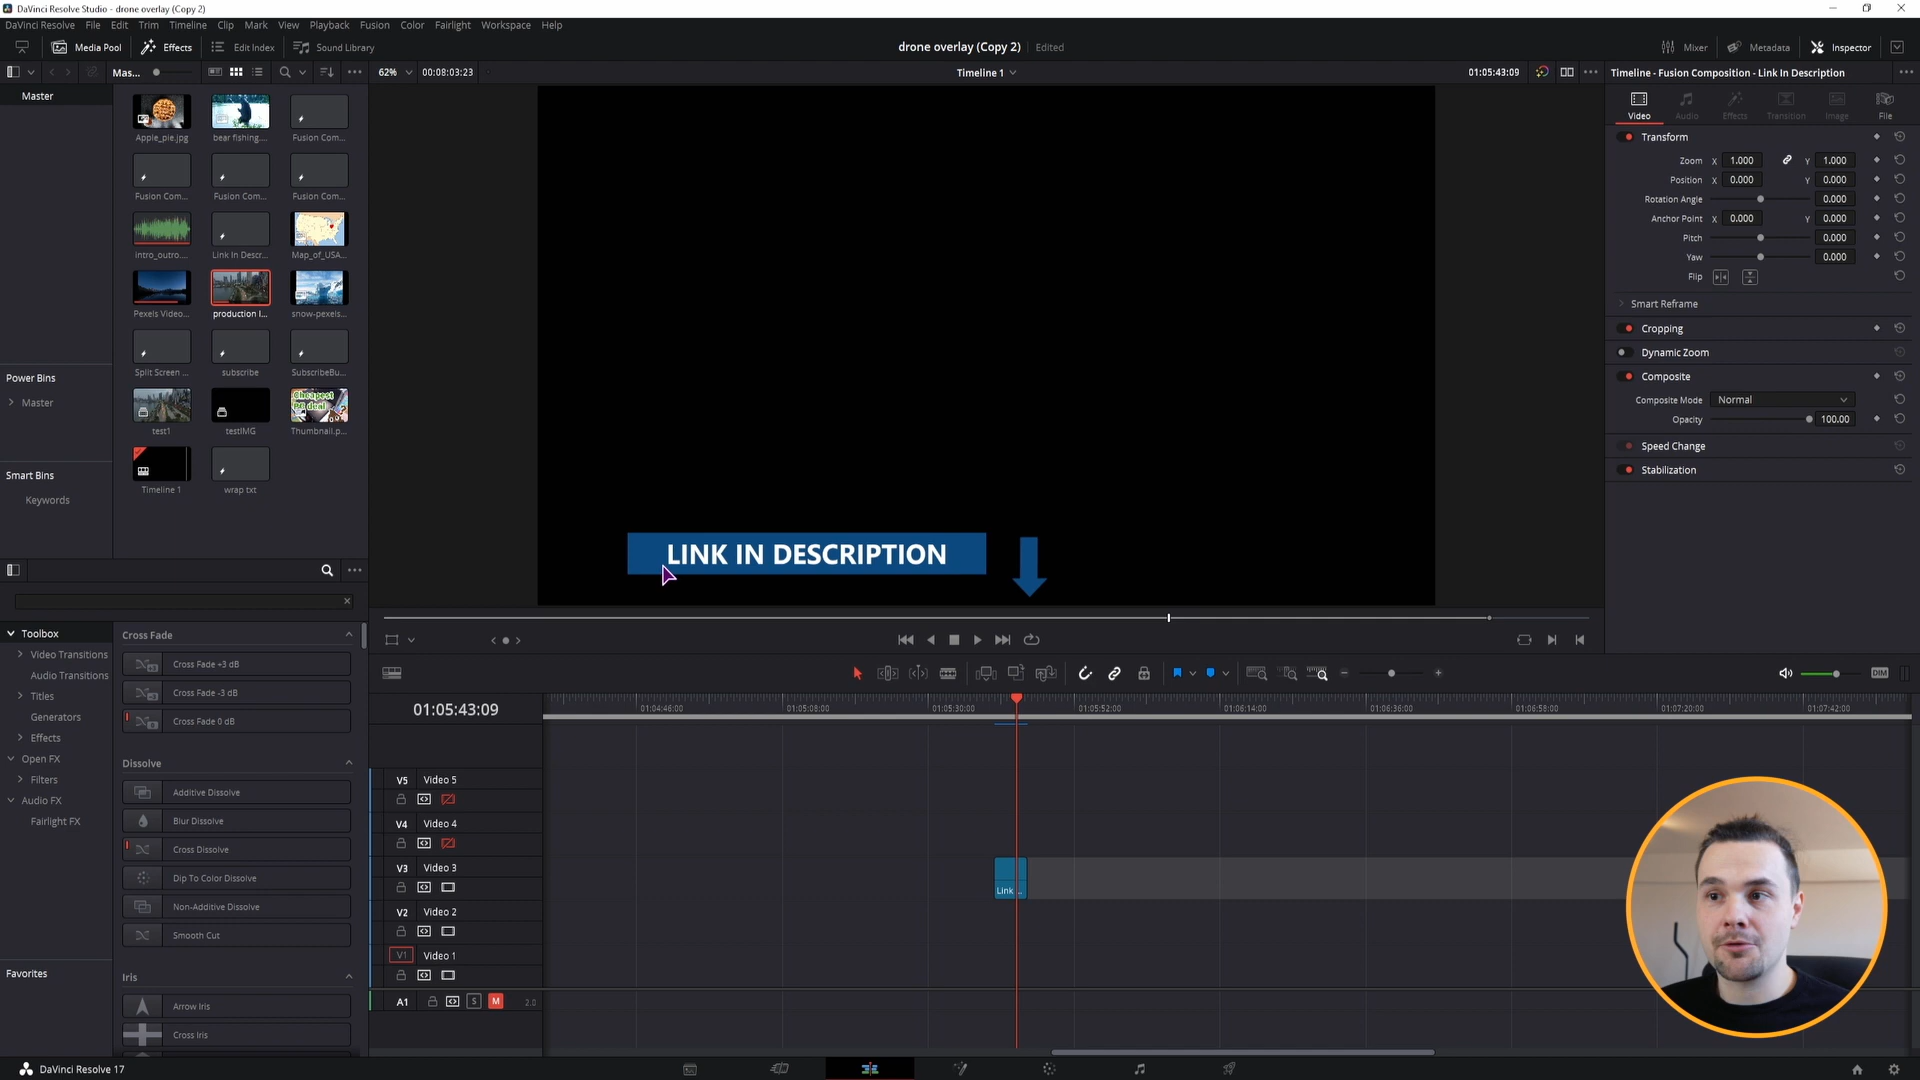 DaVinci Resolve Studio - drone overlay (Copy 2)
DaVinci Resolve File Edit Trim Timeline Clip Mark View Playback Fusion Color Fairlight Workspace Help
Media Pool Effects Edit Index Sound Library drone overlay (Copy 2) Edited Mixer Metadata Inspector
Mas... 62% 00:08:03:23 Timeline 1 01:05:43:09 Timeline - Fusion Composition - Link In Description
Master
Apple_pie.jpg bear fishing.... Fusion Com...
Fusion Com... Fusion Com... Fusion Com...
Intro_outro.... Link In Descr... Map_of_USA...
Pexels Video... production I... snow-pexels...
Split Screen ... subscribe SubscribeBu...
test1 testIMG Thumbnail.p...
Timeline 1 wrap txt
Power Bins
Master
Smart Bins
Keywords
Cheapest
LINK IN DESCRIPTION
Video Audio Effects Transition Image File
Transform
Zoom X 1.000 Y 1.000
Position X 0.000 Y 0.000
Rotation Angle 0.000
Anchor Point X 0.000 Y 0.000
Pitch 0.000
Yaw 0.000
Flip
Smart Reframe
Cropping
Dynamic Zoom
Composite
Composite Mode Normal
Opacity 100.00
Speed Change
Stabilization
Toolbox
Video Transitions
Audio Transitions
Titles
Generators
Effects
Open FX
Filters
Audio FX
Fairlight FX
Favorites
Cross Fade
Cross Fade +3 dB
Cross Fade -3 dB
Cross Fade 0 dB
Dissolve
Additive Dissolve
Blur Dissolve
Cross Dissolve
Dip To Color Dissolve
Non-Additive Dissolve
Smooth Cut
Iris
Arrow Iris
Cross Iris
DIM
01:05:43:09 01:04:46:00 01:05:08:00 01:05:30:00 01:05:52:00 01:06:14:00 01:06:36:00 01:06:58:00 01:07:20:00 01:07:42:00
V5 Video 5
V4 Video 4
V3 Video 3
Link ...
V2 Video 2
V1 Video 1
A1 S M 2.0
DaVinci Resolve 17